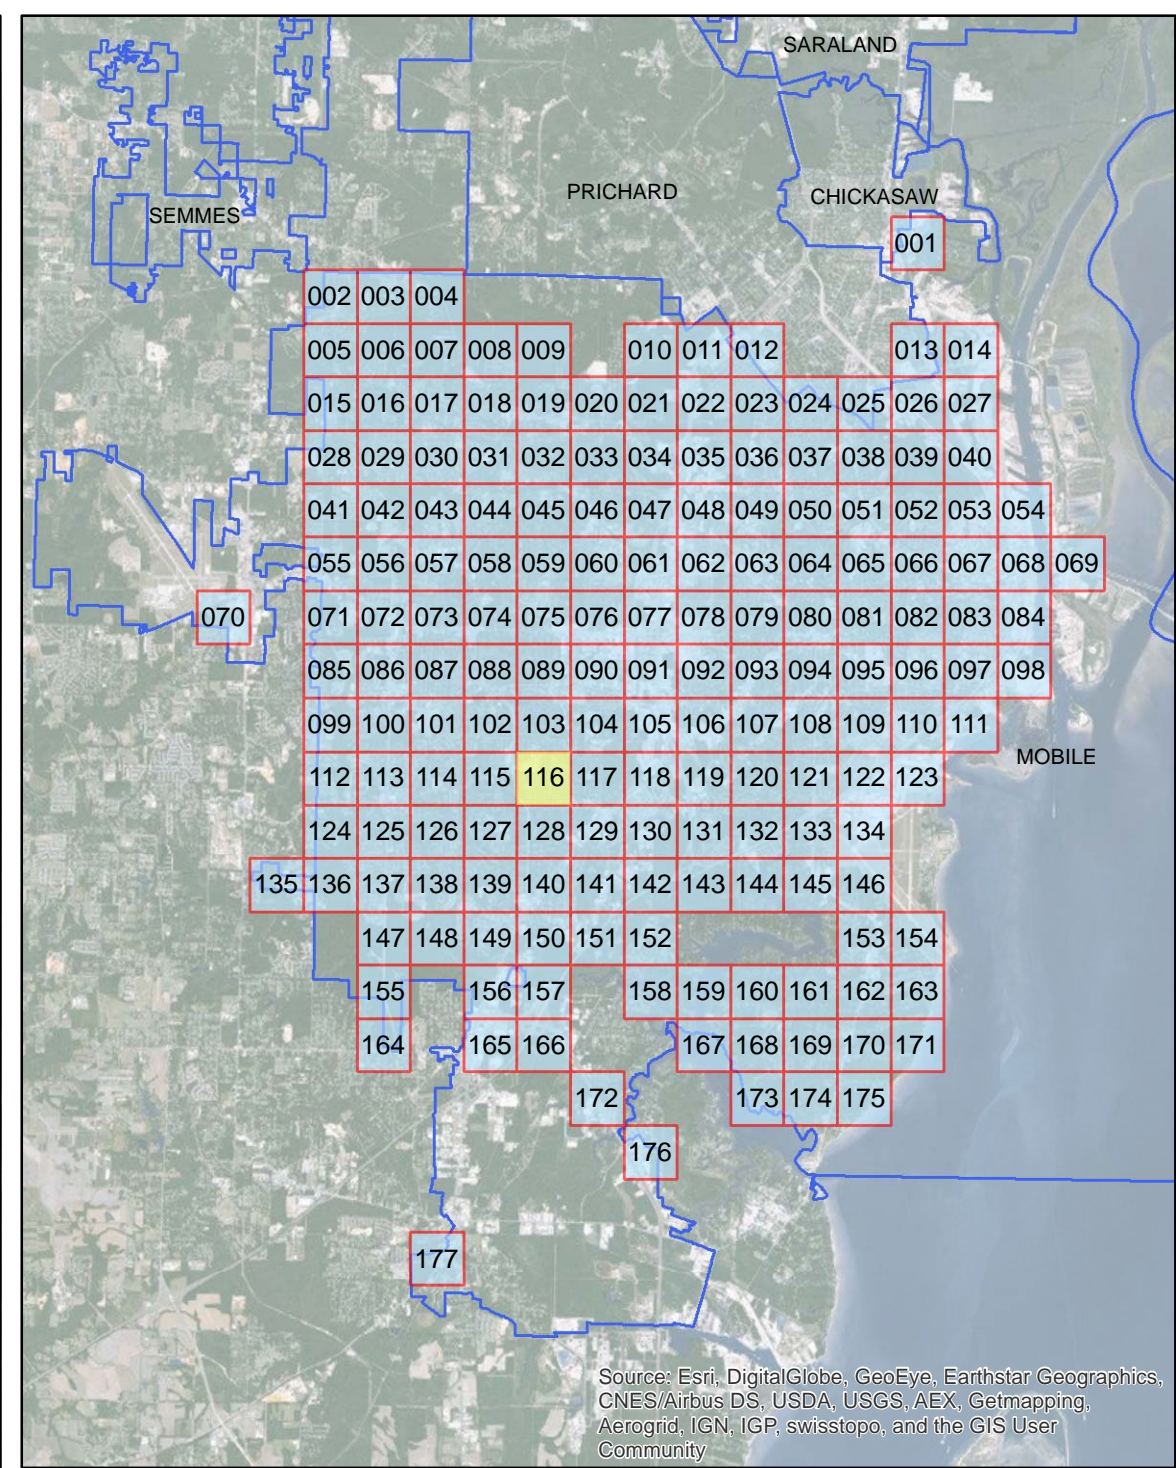 SARALAND
PRICHARD
CHICKASAW
SEMMES
001
002 003 004
005 006 007 008 009 010 011 012 013 014
015 016 017 018 019 020 021 022 023 024 025 026 027
028 029 030 031 032 033 034 035 036 037 038 039 040
041 042 043 044 045 046 047 048 049 050 051 052 053 054
055 056 057 058 059 060 061 062 063 064 065 066 067 068 069
070 071 072 073 074 075 076 077 078 079 080 081 082 083 084
085 086 087 088 089 090 091 092 093 094 095 096 097 098
099 100 101 102 103 104 105 106 107 108 109 110 111
MOBILE
112 113 114 115 116 117 118 119 120 121 122 123
124 125 126 127 128 129 130 131 132 133 134
135 136 137 138 139 140 141 142 143 144 145 146
147 148 149 150 151 152 153 154
155 156 157 158 159 160 161 162 163
164 165 166 167 168 169 170 171
172 173 174 175
176
177
Source: Esri, DigitalGlobe, GeoEye, Earthstar Geographics,
CNES/Airbus DS, USDA, USGS, AEX, Getmapping,
Aerogrid, IGN, IGP, swisstopo, and the GIS User
Community